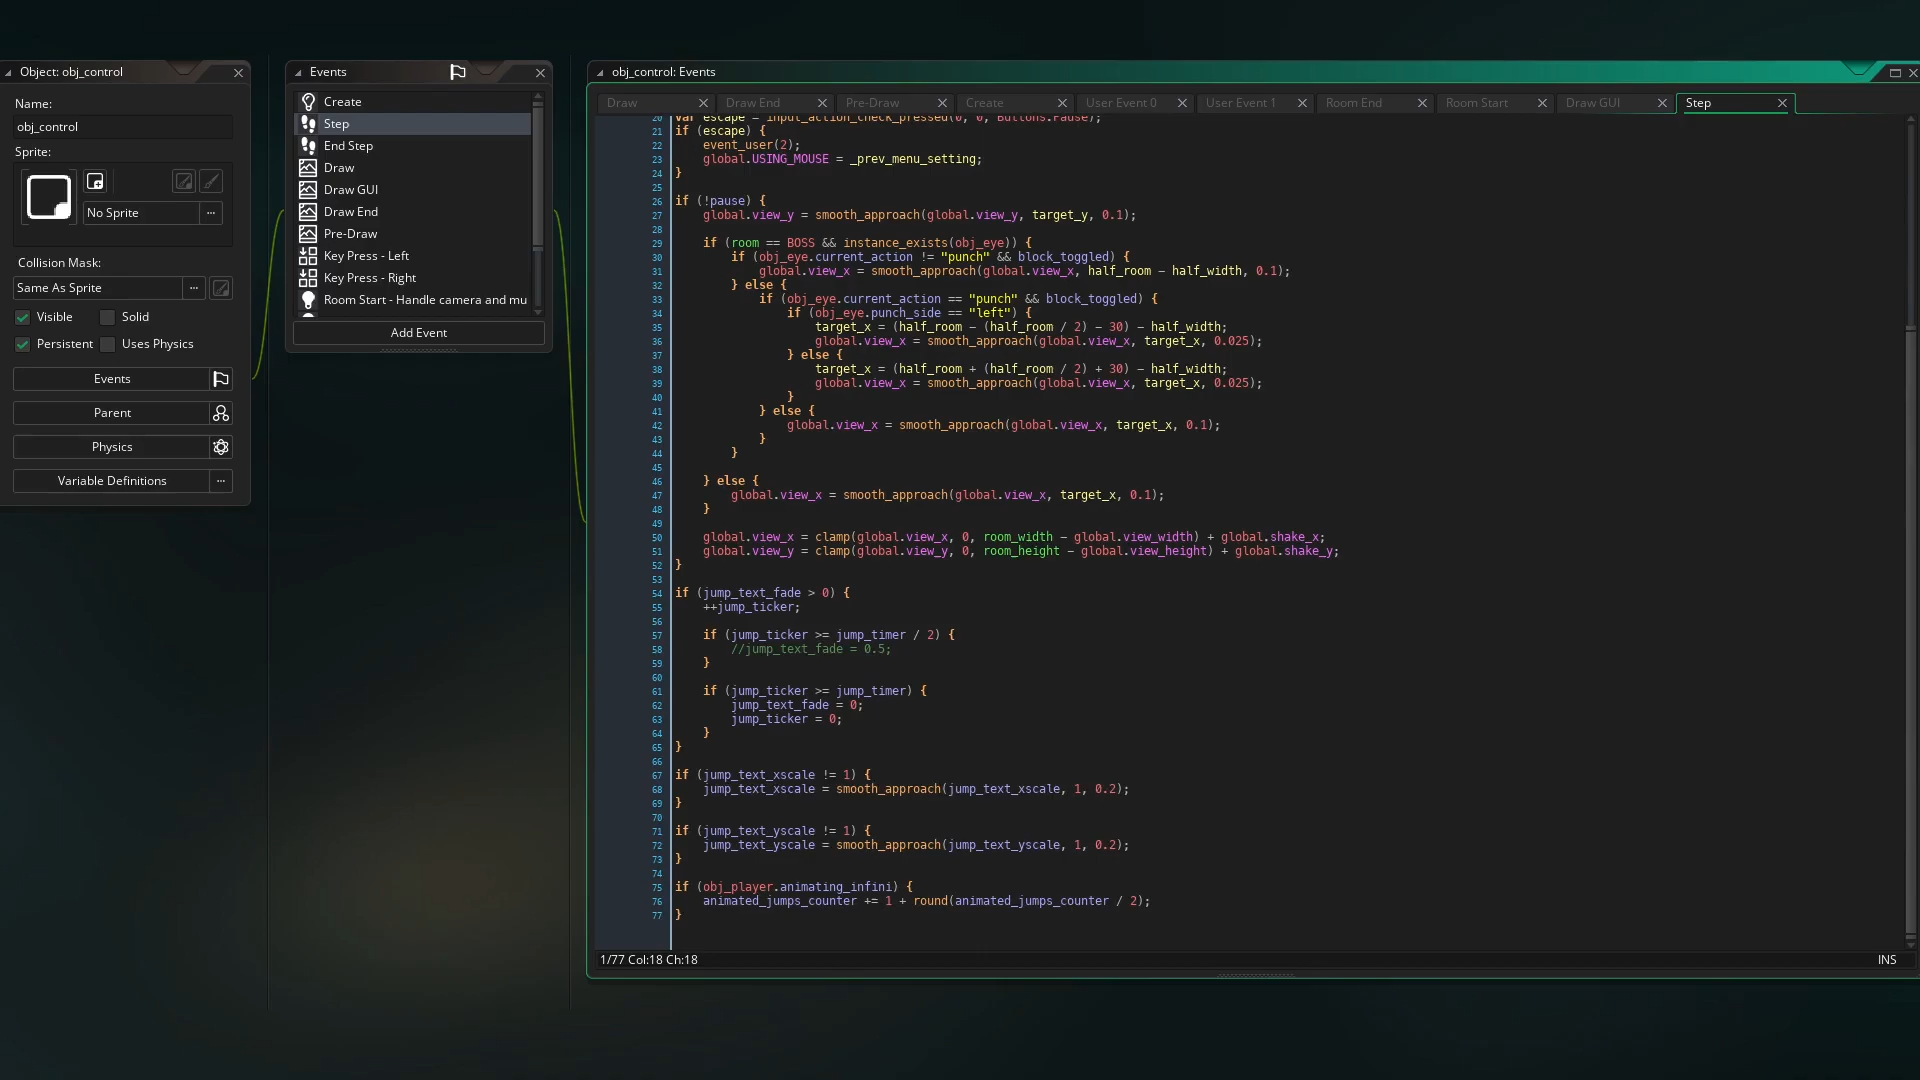 Object: obj_control
Name:
obj_control
Sprite:
No Sprite
...
Collision Mask:
Same As Sprite
...
Visible
Solid
Persistent
Uses Physics
Events
Parent
Physics
Variable Definitions
...
Events
Create
Step
End Step
Draw
Draw GUI
Draw End
Pre-Draw
Key Press - Left
Key Press - Right
Room Start - Handle camera and mu
Add Event
obj_control: Events
Draw Draw End Pre-Draw Create User Event 0 User Event 1 Room End Room Start Draw GUI Step
20 var escape = input_action_check_pressed(0, 0, Buttons.Pause);
21 if (escape) {
22 event_user(2);
23 global.USING_MOUSE = _prev_menu_setting;
24 }
25
26 if (!pause) {
27 global.view_y = smooth_approach(global.view_y, target_y, 0.1);
28
29 if (room == BOSS && instance_exists(obj_eye)) {
30 if (obj_eye.current_action != "punch" && block_toggled) {
31 global.view_x = smooth_approach(global.view_x, half_room - half_width, 0.1);
32 } else {
33 if (obj_eye.current_action == "punch" && block_toggled) {
34 if (obj_eye.punch_side == "left") {
35 target_x = (half_room - (half_room / 2) - 30) - half_width;
36 global.view_x = smooth_approach(global.view_x, target_x, 0.025);
37 } else {
38 target_x = (half_room + (half_room / 2) + 30) - half_width;
39 global.view_x = smooth_approach(global.view_x, target_x, 0.025);
40 }
41 } else {
42 global.view_x = smooth_approach(global.view_x, target_x, 0.1);
43 }
44 }
45
46 } else {
47 global.view_x = smooth_approach(global.view_x, target_x, 0.1);
48 }
49
50 global.view_x = clamp(global.view_x, 0, room_width - global.view_width) + global.shake_x;
51 global.view_y = clamp(global.view_y, 0, room_height - global.view_height) + global.shake_y;
52 }
53
54 if (jump_text_fade > 0) {
55 ++jump_ticker;
56
57 if (jump_ticker >= jump_timer / 2) {
58 //jump_text_fade = 0.5;
59 }
60
61 if (jump_ticker >= jump_timer) {
62 jump_text_fade = 0;
63 jump_ticker = 0;
64 }
65 }
66
67 if (jump_text_xscale != 1) {
68 jump_text_xscale = smooth_approach(jump_text_xscale, 1, 0.2);
69 }
70
71 if (jump_text_yscale != 1) {
72 jump_text_yscale = smooth_approach(jump_text_yscale, 1, 0.2);
73 }
74
75 if (obj_player.animating_infini) {
76 animated_jumps_counter += 1 + round(animated_jumps_counter / 2);
77 }
1/77 Col:18 Ch:18
INS